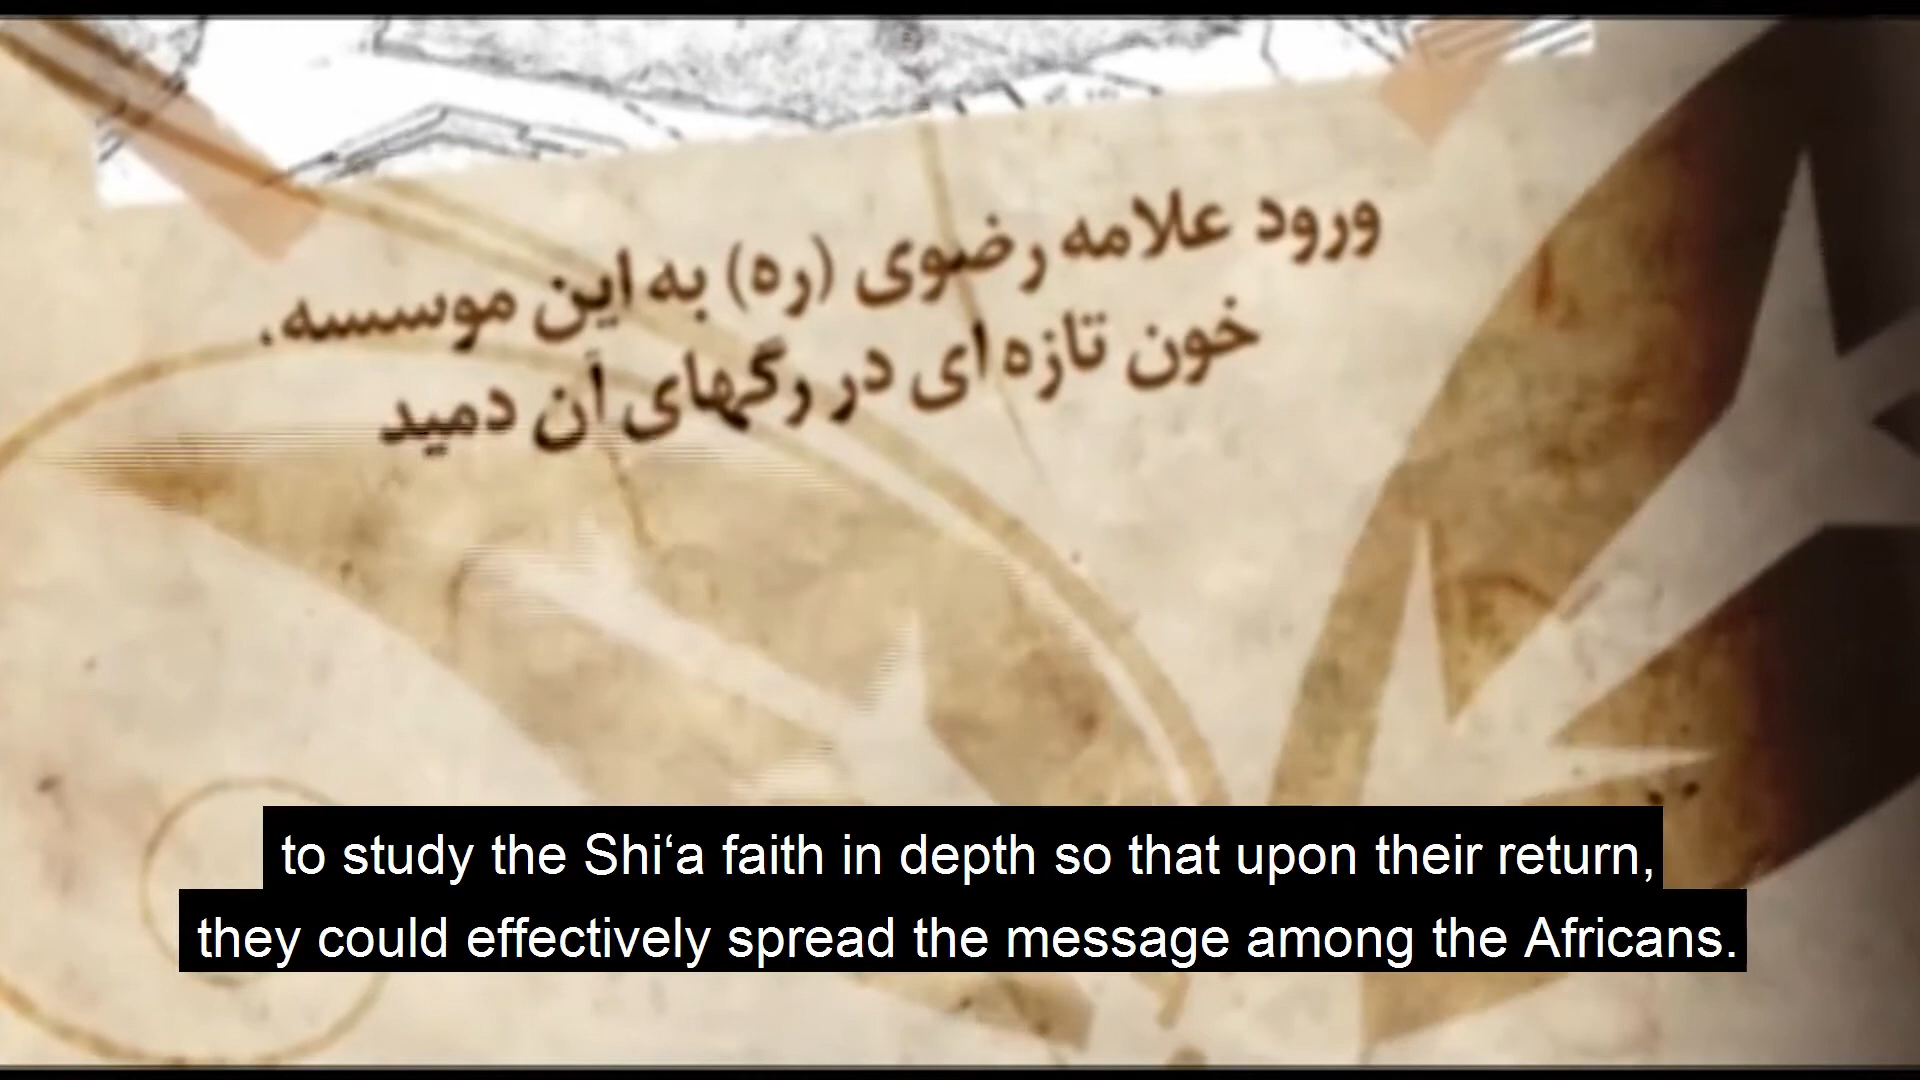 ورود علامه رضوی (ره) به این موسسه،
خون تازه ای در رگهای آن دمید
to study the Shi‘a faith in depth so that upon their return,
they could effectively spread the message among the Africans.